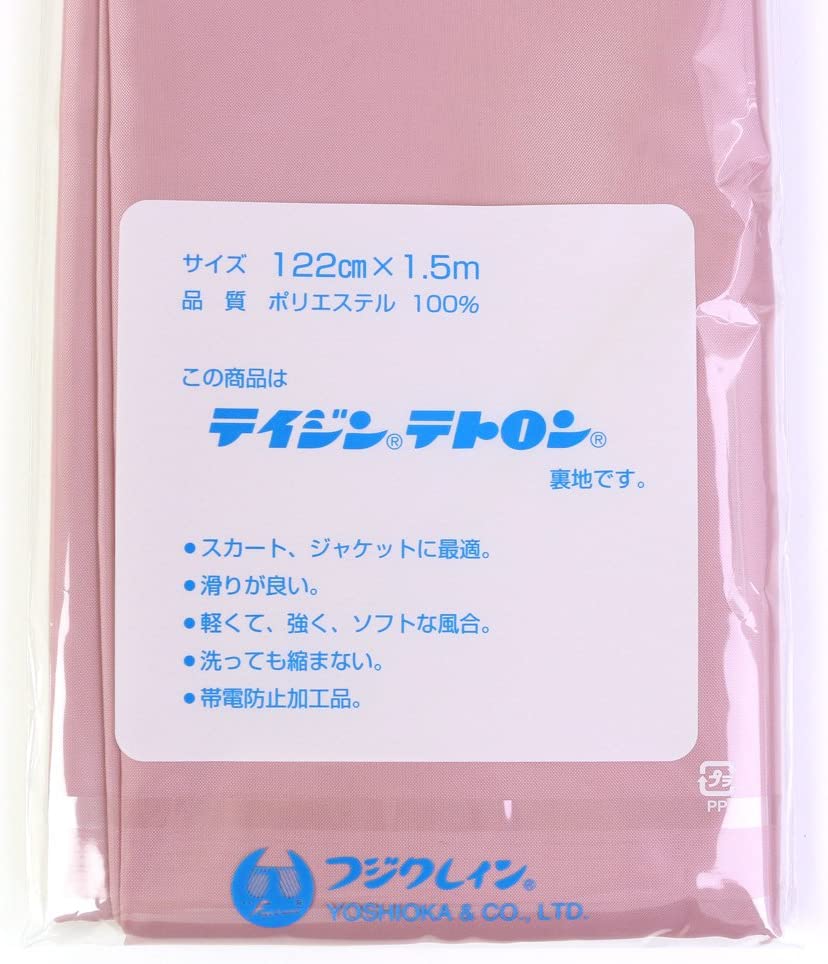 サイズ 122㎝×1.5m
品 質 ポリエステル 100%
この商品は
テイジン®テトロン®
裏地です。
●スカート、ジャケットに最適。
●滑りが良い。
●軽くて、強く、ソフトな風合。
●洗っても縮まない。
●帯電防止加工品。
プラ
PP
フジクレイン®
YOSHIOKA & CO., LTD.